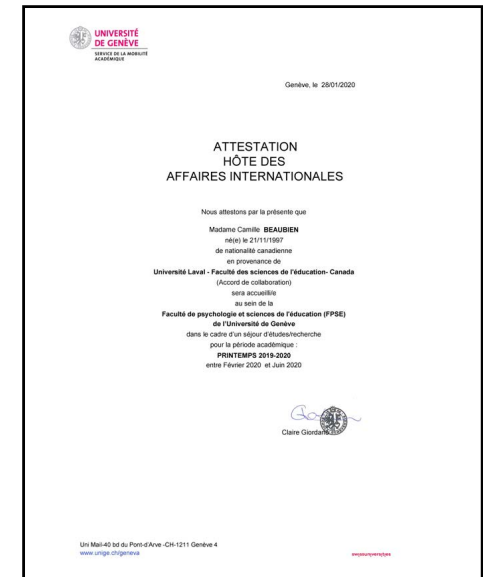 UNIVERSITÉ
DE GENÈVE
SERVICE DE LA MOBILITÉ
ACADÉMIQUE
Genève, le 28/01/2020
ATTESTATION
HÔTE DES
AFFAIRES INTERNATIONALES
Nous attestons par la présente que
Madame Camille BEAUBIEN
né(e) le 21/11/1997
de nationalité canadienne
en provenance de
Université Laval - Faculté des sciences de l'éducation- Canada
(Accord de collaboration)
sera accueilli/e
au sein de la
Faculté de psychologie et sciences de l'éducation (FPSE)
de l'Université de Genève
dans le cadre d'un séjour d'études/recherche
pour la période académique :
PRINTEMPS 2019-2020
entre Février 2020 et Juin 2020
Claire Giordano
Uni Mail-40 bd du Pont-d'Arve -CH-1211 Genève 4
www.unige.ch/geneva
swissuniversities